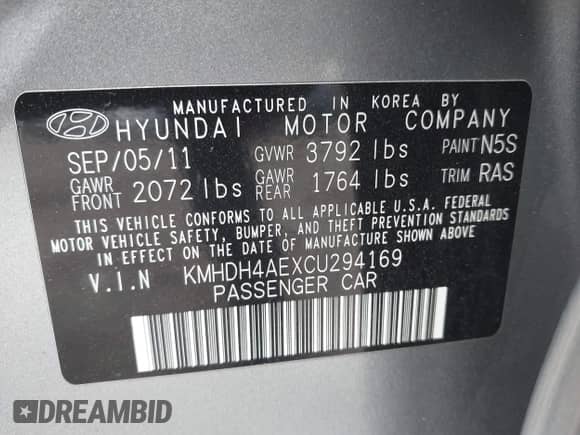 MANUFACTURED IN KOREA BY
HYUNDAI MOTOR COMPANY
SEP/05/11 GVWR 3792 lbs PAINT N5S
GAWR FRONT 2072 lbs GAWR REAR 1764 lbs TRIM RAS
THIS VEHICLE CONFORMS TO ALL APPLICABLE U.S.A. FEDERAL
MOTOR VEHICLE SAFETY, BUMPER, AND THEFT PREVENTION STANDARDS
IN EFFECT ON THE DATE OF MANUFACTURE SHOWN ABOVE.
V.I.N KMHDH4AEXCU294169
PASSENGER CAR
DREAMBID